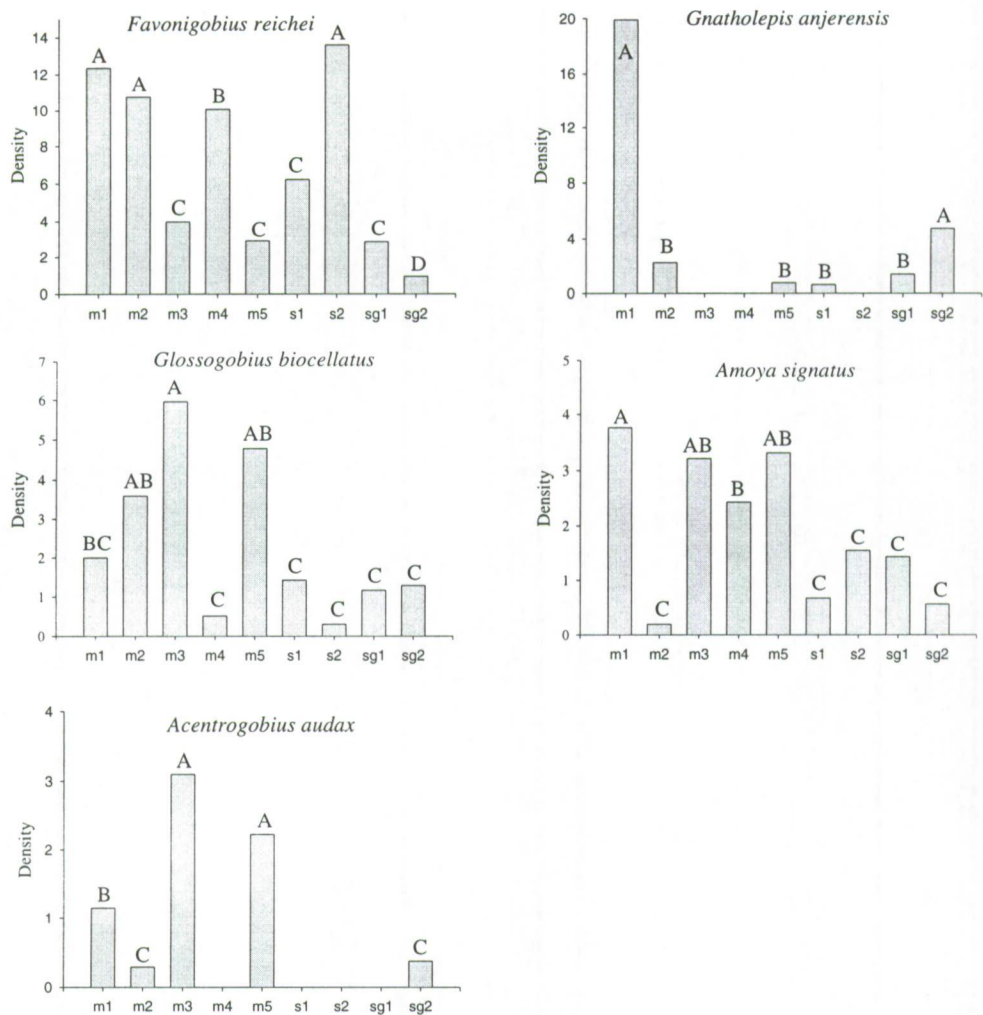 Favonigobius reichei
14
12
10
8
6
4
2
0
Density
A
A
C
B
C
C
A
C
D
m1 m2 m3 m4 m5 s1 s2 sg1 sg2
Gnatholepis anjerensis
20
16
12
8
4
0
Density
A
B
B
B
B
A
m1 m2 m3 m4 m5 s1 s2 sg1 sg2
Glossogobius biocellatus
7
6
5
4
3
2
1
0
Density
BC
AB
A
C
AB
C
C
C
C
m1 m2 m3 m4 m5 s1 s2 sg1 sg2
Amoya signatus
5
4
3
2
1
0
Density
A
C
AB
B
AB
C
C
C
C
m1 m2 m3 m4 m5 s1 s2 sg1 sg2
Acentrogobius audax
4
3
2
1
0
Density
B
C
A
A
C
m1 m2 m3 m4 m5 s1 s2 sg1 sg2